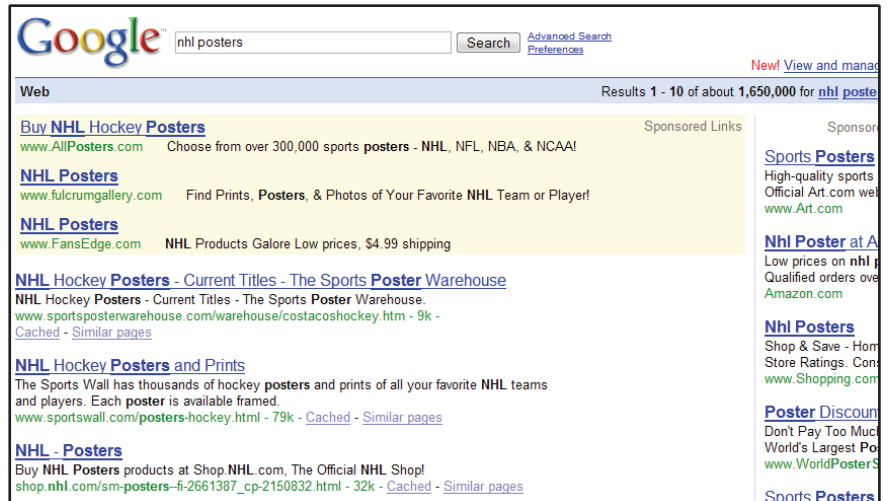 Google™ nhl posters Search Advanced Search
Preferences
New! View and manag
Web Results 1 - 10 of about 1,650,000 for nhl poste
Buy NHL Hockey Posters Sponsored Links
www.AllPosters.com Choose from over 300,000 sports posters - NHL, NFL, NBA, & NCAA!
NHL Posters
www.fulcrumgallery.com Find Prints, Posters, & Photos of Your Favorite NHL Team or Player!
NHL Posters
www.FansEdge.com NHL Products Galore Low prices, $4.99 shipping
NHL Hockey Posters - Current Titles - The Sports Poster Warehouse
NHL Hockey Posters - Current Titles - The Sports Poster Warehouse.
www.sportsposterwarehouse.com/warehouse/costacoshockey.htm - 9k -
Cached - Similar pages
NHL Hockey Posters and Prints
The Sports Wall has thousands of hockey posters and prints of all your favorite NHL teams
and players. Each poster is available framed.
www.sportswall.com/posters-hockey.html - 79k - Cached - Similar pages
NHL - Posters
Buy NHL Posters products at Shop.NHL.com, The Official NHL Shop!
shop.nhl.com/sm-posters--fi-2661387_cp-2150832.html - 32k - Cached - Similar pages
Sponsore
Sports Posters
High-quality sports
Official Art.com web
www.Art.com
Nhl Poster at A
Low prices on nhl p
Qualified orders ove
Amazon.com
Nhl Posters
Shop & Save - Hom
Store Ratings. Cons
www.Shopping.com
Poster Discoun
Don't Pay Too Much
World's Largest Pos
www.WorldPosterS
Sports Posters